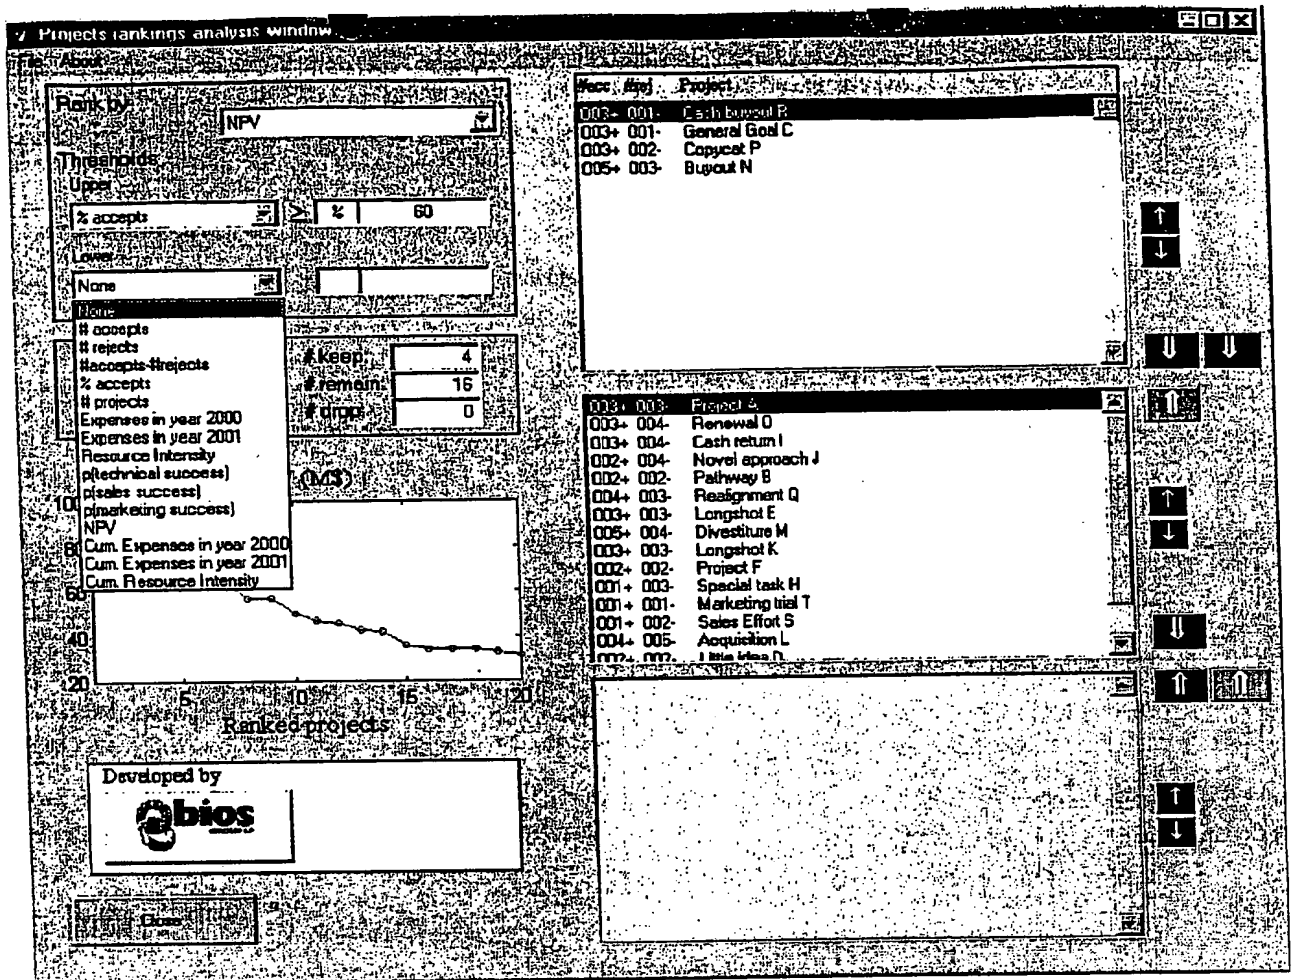 Projects rankings analysis window
File About
Rank by
NPV
Thresholds
Upper
% accepts
>
%
60
Lower
None
None
# accepts
# rejects
#accepts-#rejects
% accepts
# projects
Expenses in year 2000
Expenses in year 2001
Resource Intensity
p(technical success)
p(sales success)
p(marketing success)
NPV
Cum. Expenses in year 2000
Cum. Expenses in year 2001
Cum. Resource Intensity
# keep: 4
# remain: 16
# drop: 0
(M$)
100
80
60
40
20
5 10 15 20
Ranked projects
Developed by
bios
Close
#acc #rej Project
003+ 001- Cash buyout R
003+ 001- General Goal C
003+ 002- Copycat P
005+ 003- Buyout N
003+ 003- Project A
003+ 004- Renewal O
003+ 004- Cash return I
002+ 004- Novel approach J
002+ 002- Pathway B
004+ 003- Realignment Q
003+ 003- Longshot E
005+ 004- Divestiture M
003+ 003- Longshot K
002+ 002- Project F
001+ 003- Special task H
001+ 001- Marketing trial T
001+ 002- Sales Effort S
004+ 005- Acquisition L
002+ 002- Little Idea D